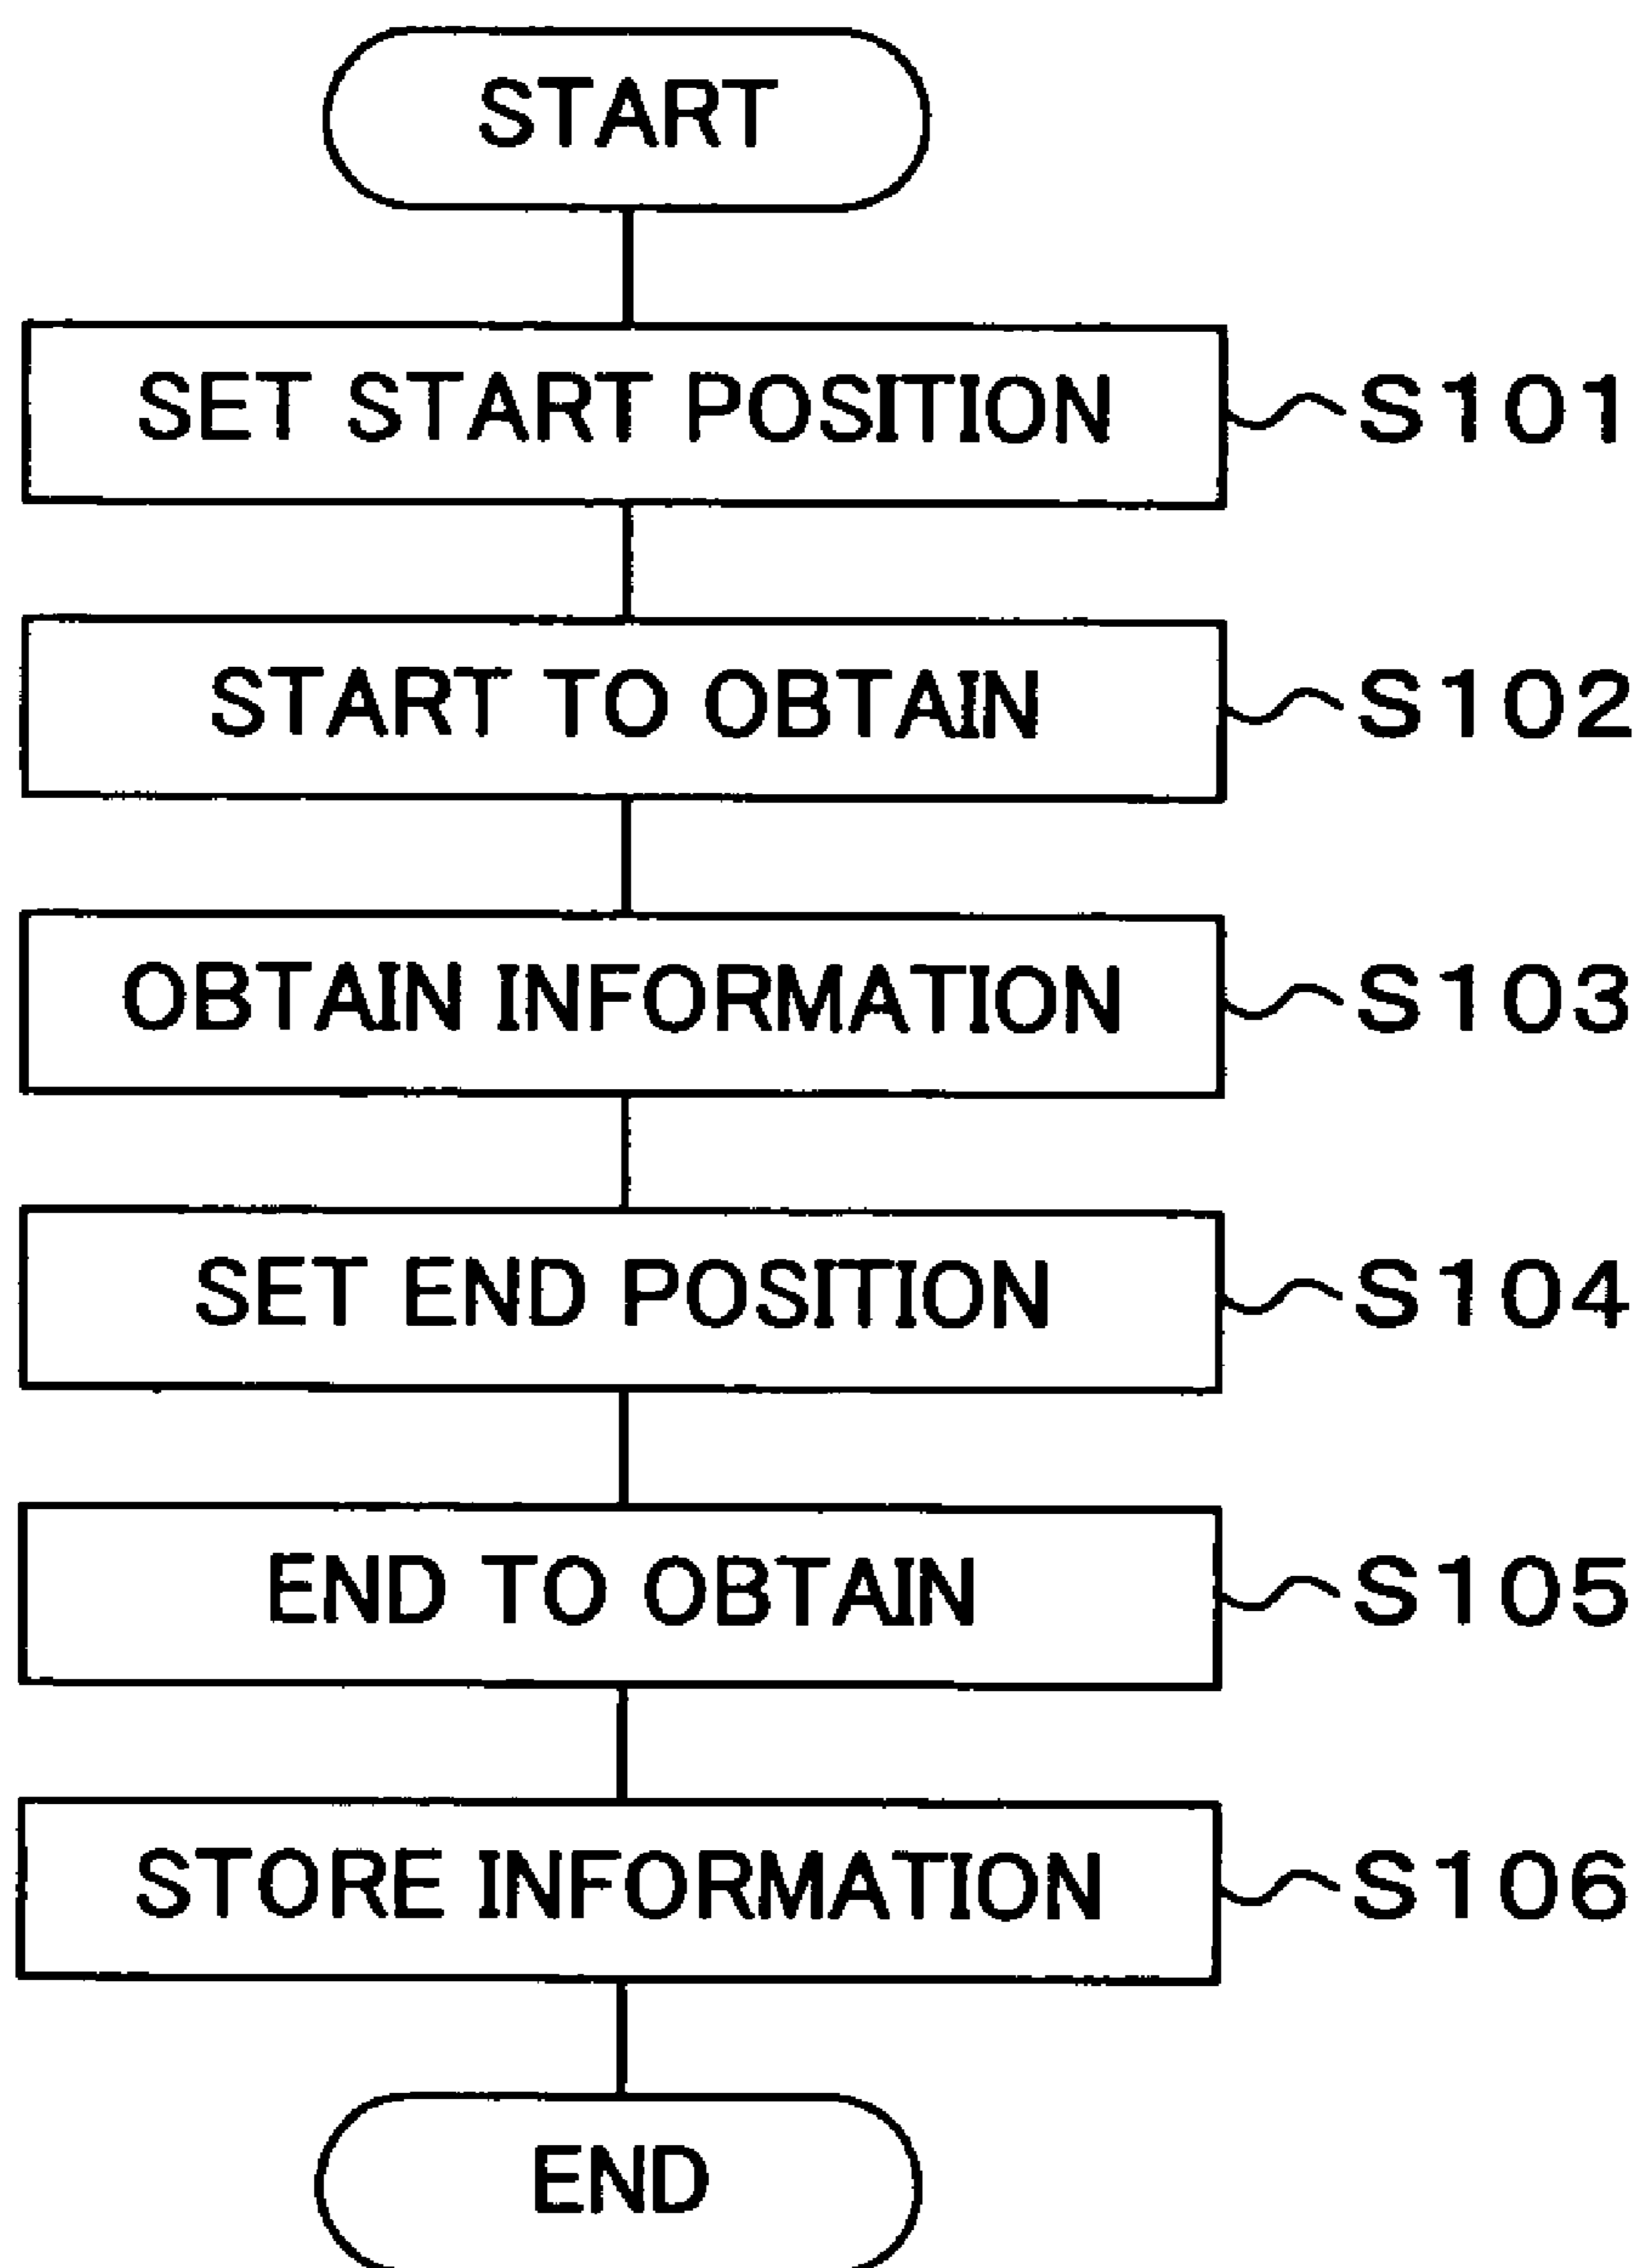 START
SET START POSITION S101
START TO OBTAIN S102
OBTAIN INFORMATION S103
SET END POSITION S104
END TO OBTAIN S105
STORE INFORMATION S106
END